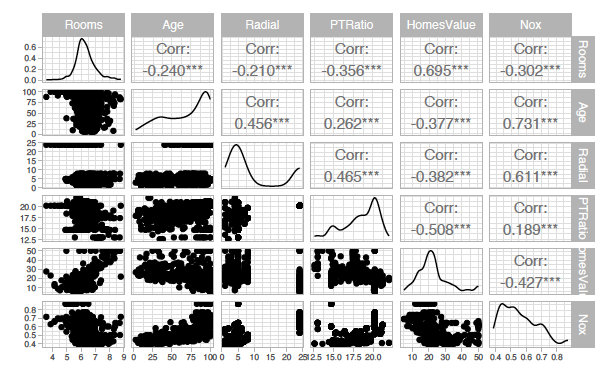 Rooms Age Radial PTRatio HomesValue Nox
0.6 0.4 0.2 0.0 Corr: -0.240*** Corr: -0.210*** Corr: -0.356*** Corr: 0.695*** Corr: -0.302*** Rooms
100 75 50 25 0 Corr: 0.456*** Corr: 0.262*** Corr: -0.377*** Corr: 0.731*** Age
25 20 15 10 5 0 Corr: 0.465*** Corr: -0.382*** Corr: 0.611*** Radial
20.0 17.5 15.0 12.5 Corr: -0.508*** Corr: 0.189*** PTRatio
50 40 30 20 10 Corr: -0.427*** omesVal
0.8 0.7 0.6 0.5 0.4 Nox
4 5 6 7 8 9 0 25 50 75 100 0 5 10 15 20 25 12.5 15.0 17.5 20.0 10 20 30 40 50 0.4 0.5 0.6 0.7 0.8